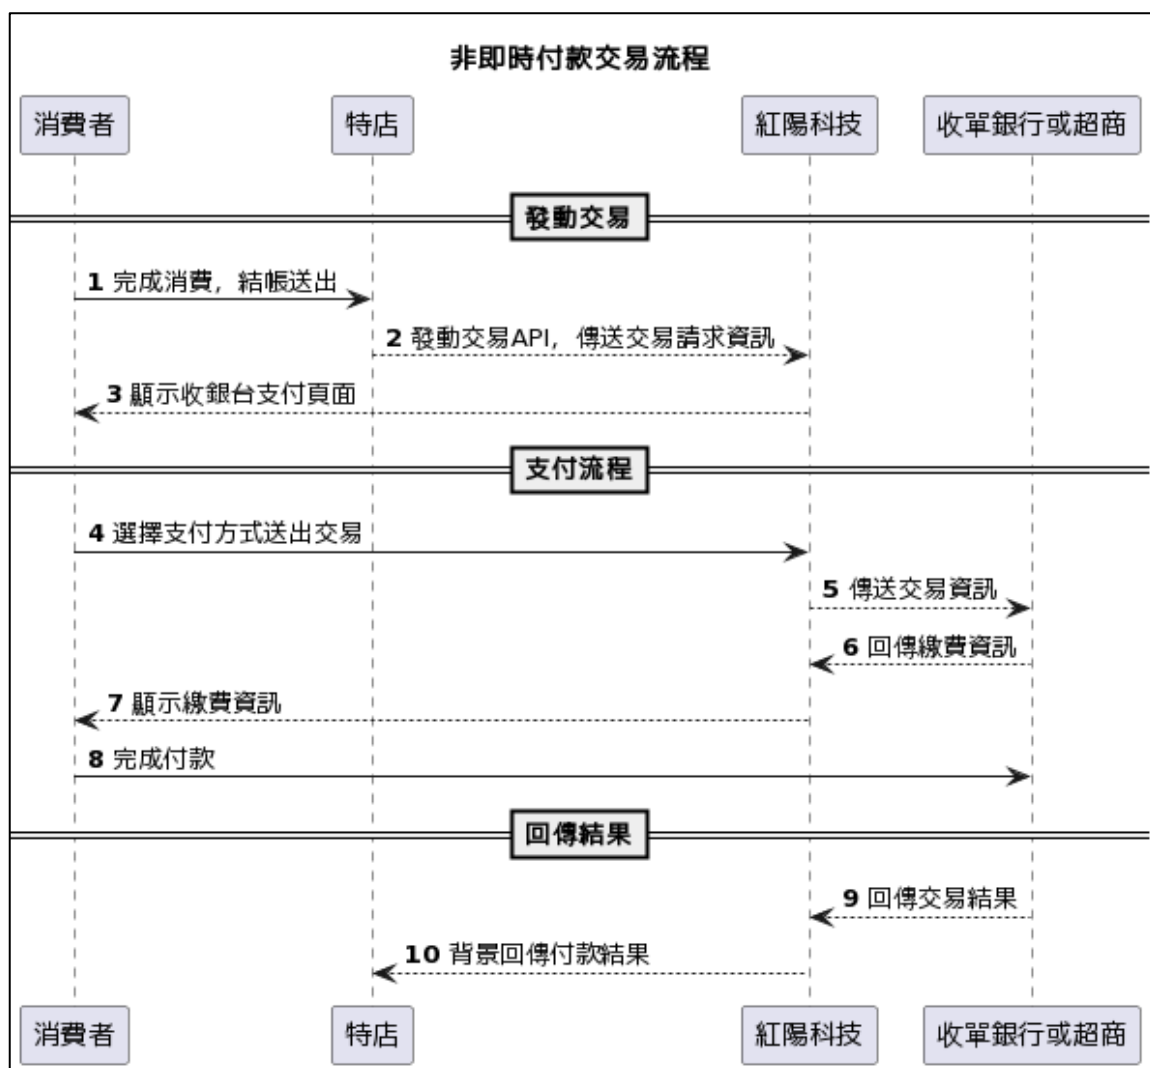 非即時付款交易流程
消費者 特店 紅陽科技 收單銀行或超商
發動交易
1 完成消費，結帳送出
2 發動交易API，傳送交易請求資訊
3 顯示收銀台支付頁面
支付流程
4 選擇支付方式送出交易
5 傳送交易資訊
6 回傳繳費資訊
7 顯示繳費資訊
8 完成付款
回傳結果
9 回傳交易結果
10 背景回傳付款結果
消費者 特店 紅陽科技 收單銀行或超商